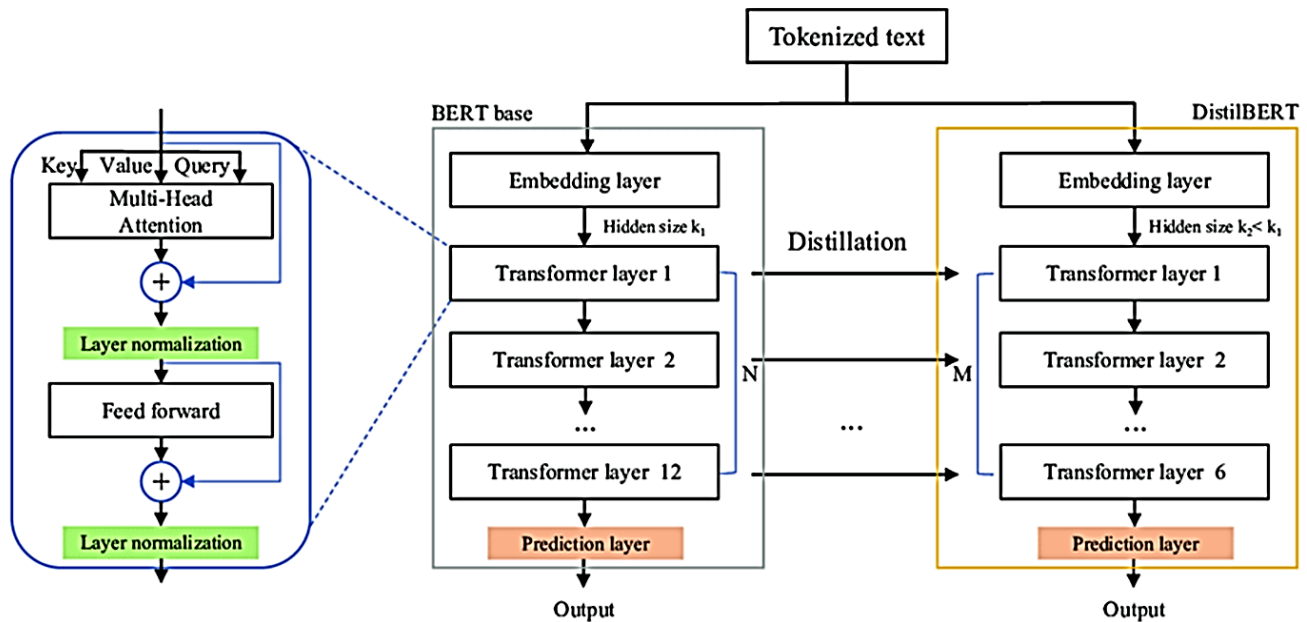 Tokenized text
Key Value Query
Multi-Head
Attention
+
Layer normalization
Feed forward
+
Layer normalization
BERT base
Embedding layer
Hidden size k₁
Transformer layer 1
Transformer layer 2
...
Transformer layer 12
N
Prediction layer
Output
Distillation
...
DistilBERT
Embedding layer
Hidden size k₂< k₁
Transformer layer 1
Transformer layer 2
...
Transformer layer 6
M
Prediction layer
Output